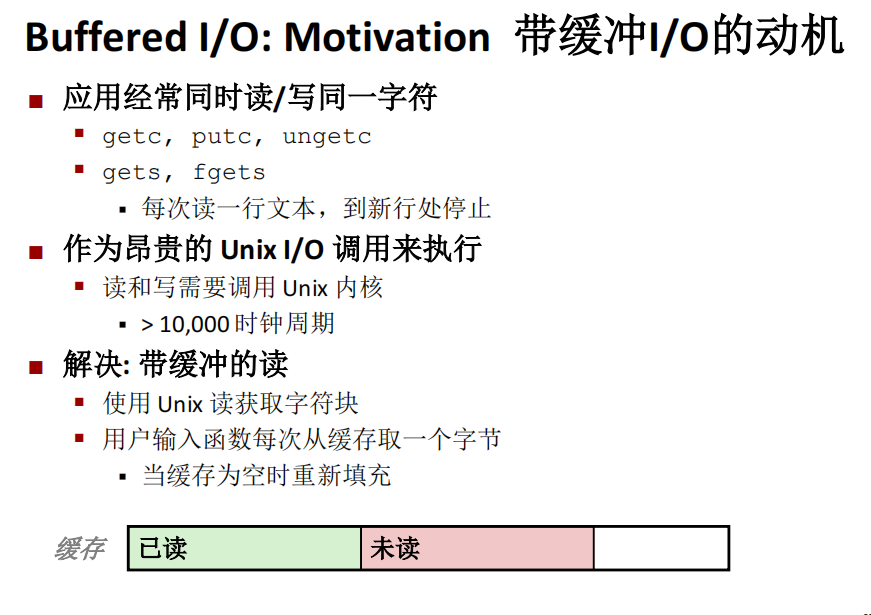 Buffered I/O: Motivation 带缓冲I/O的动机
应用经常同时读/写同一字符
getc, putc, ungetc
gets, fgets
每次读一行文本，到新行处停止
作为昂贵的 Unix I/O 调用来执行
读和写需要调用 Unix 内核
> 10,000 时钟周期
解决: 带缓冲的读
使用 Unix 读获取字符块
用户输入函数每次从缓存取一个字节
当缓存为空时重新填充
缓存 已读 未读